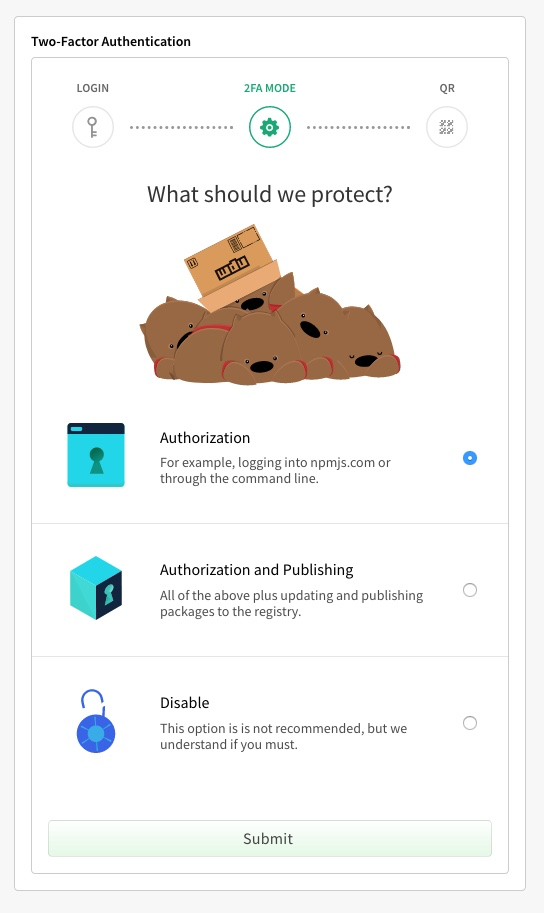 Two-Factor Authentication
LOGIN
2FA MODE
QR
What should we protect?
Authorization
For example, logging into npmjs.com or
through the command line.
Authorization and Publishing
All of the above plus updating and publishing
packages to the registry.
Disable
This option is is not recommended, but we
understand if you must.
Submit